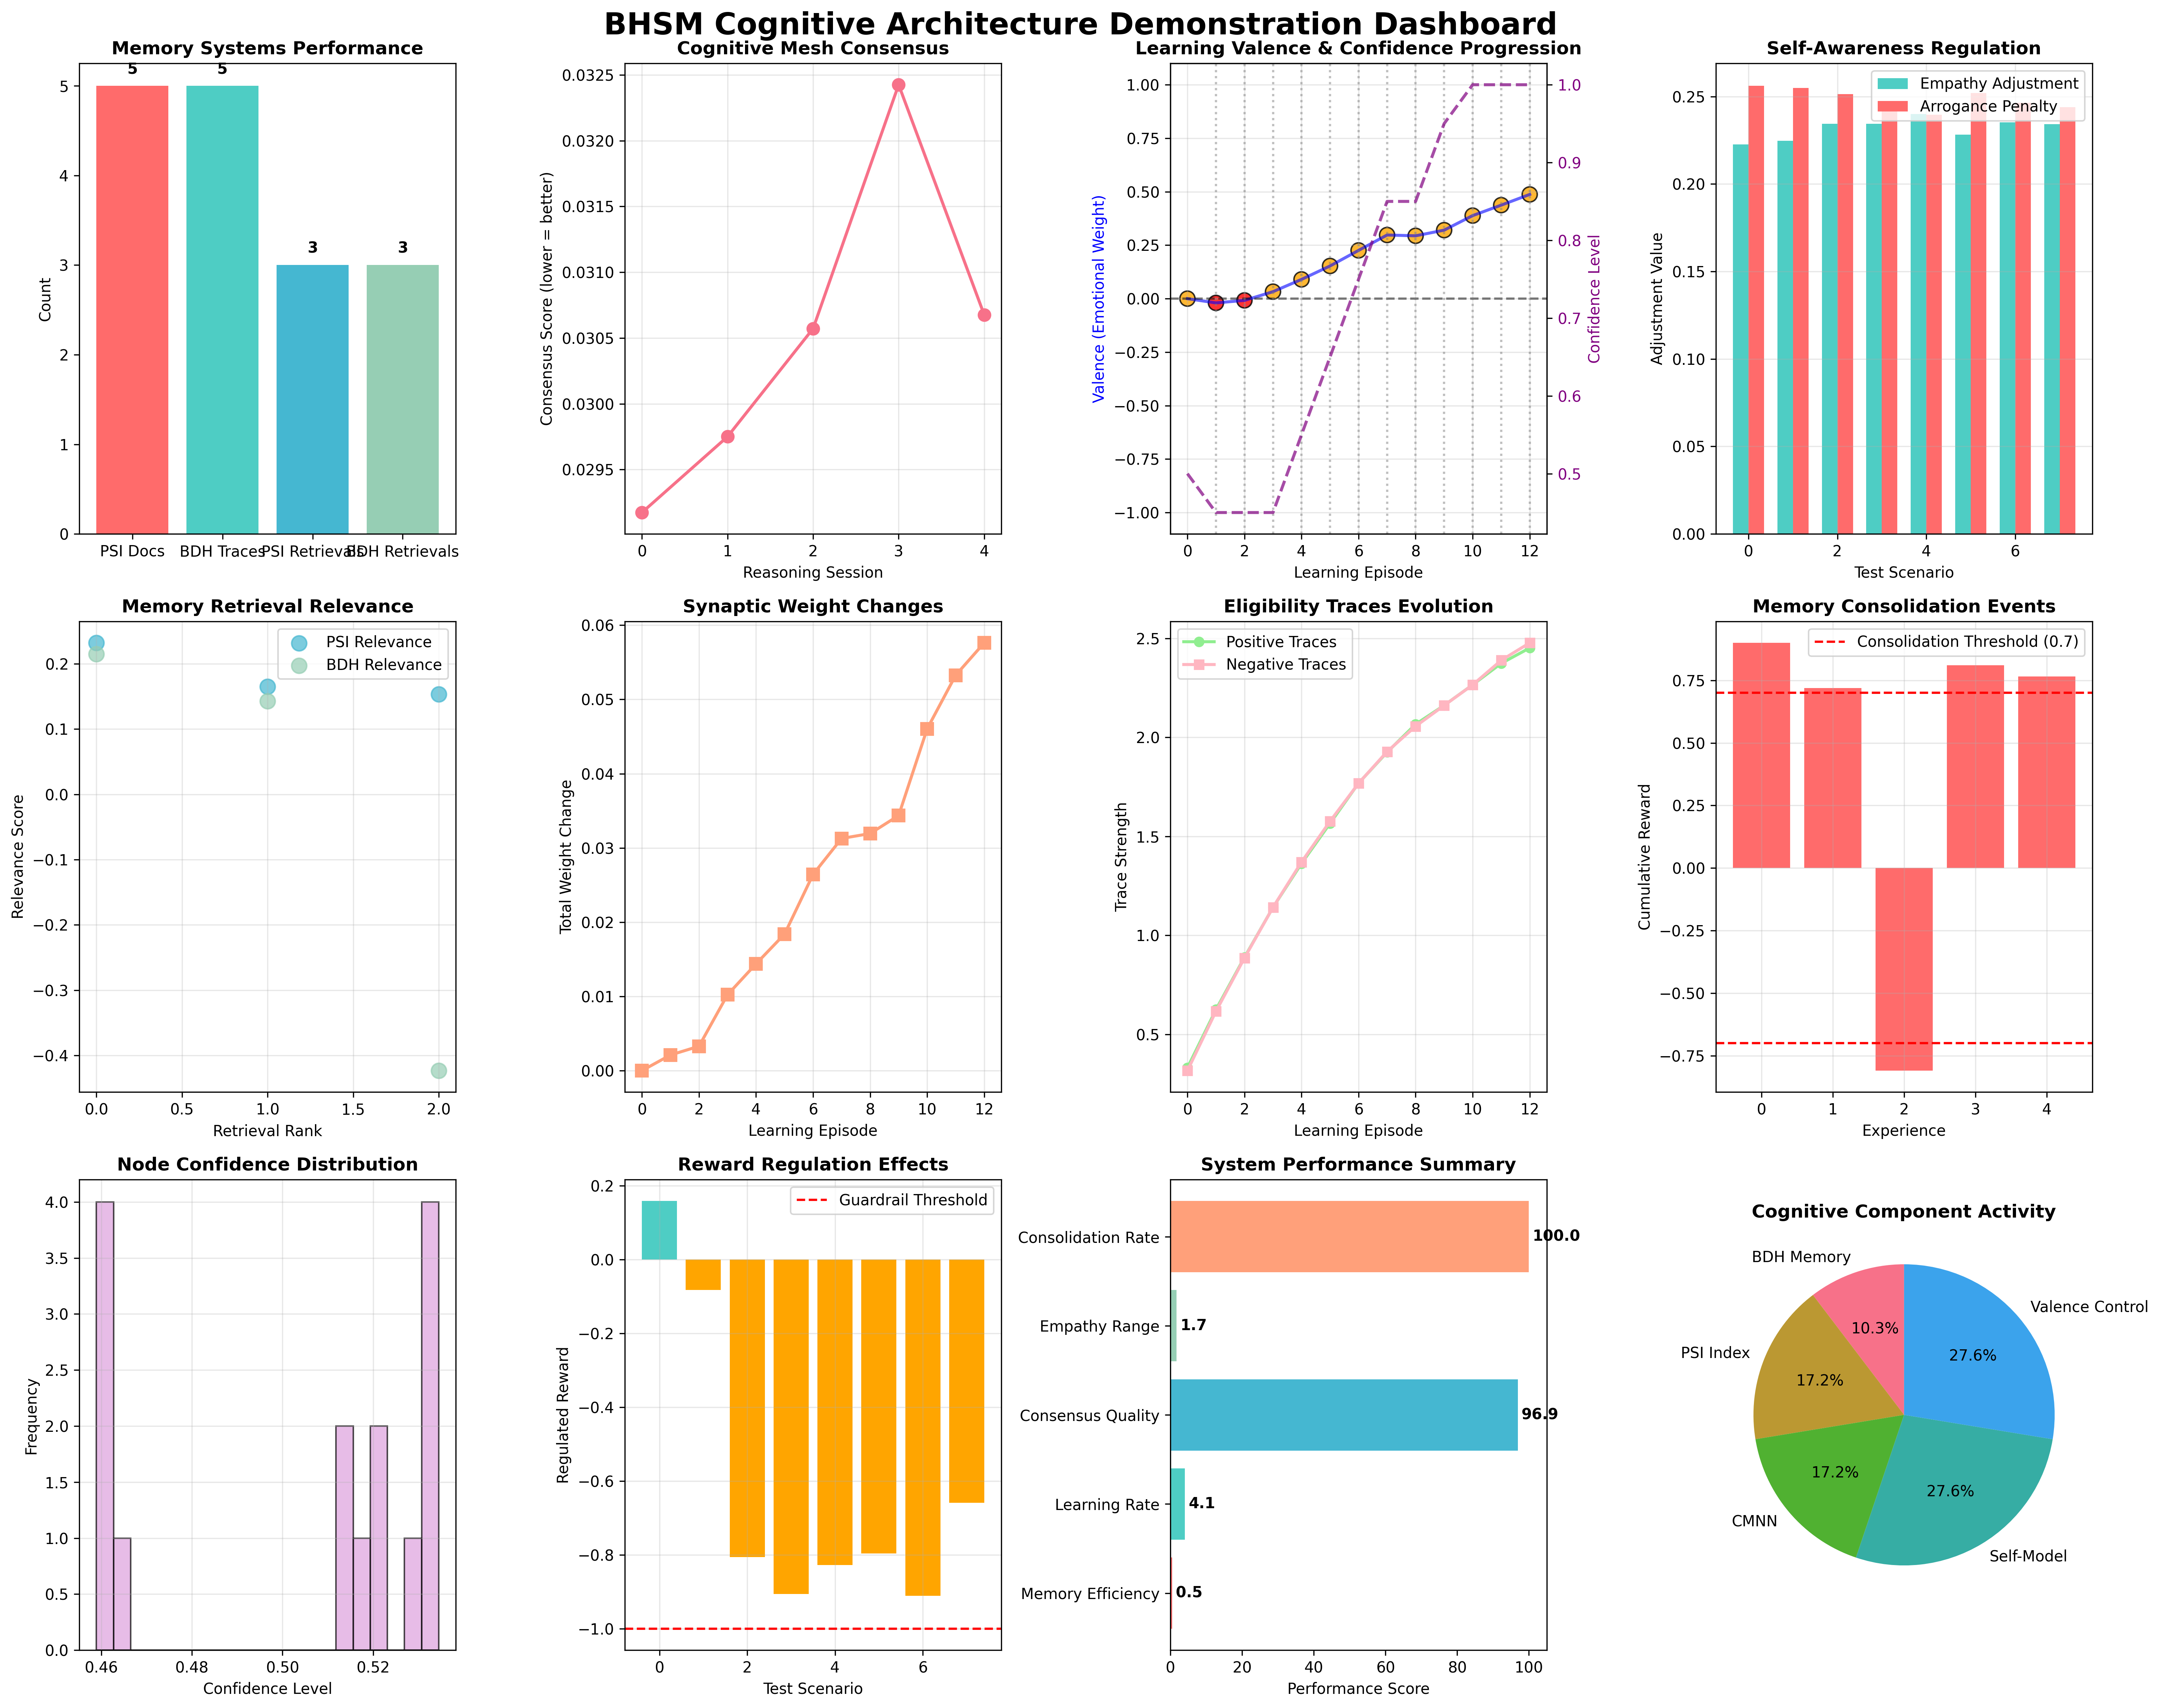 BHSM Cognitive Architecture Demonstration Dashboard
Memory Systems Performance
5
5
3
3
Count
5
4
3
2
1
0
PSI Docs
BDH Traces
PSI Retrievals
BDH Retrievals
Cognitive Mesh Consensus
Consensus Score (lower = better)
0.0325
0.0320
0.0315
0.0310
0.0305
0.0300
0.0295
0 1 2 3 4
Reasoning Session
Learning Valence & Confidence Progression
Valence (Emotional Weight)
1.00
0.75
0.50
0.25
0.00
−0.25
−0.50
−0.75
−1.00
1.0
0.9
0.8
0.7
0.6
0.5
Confidence Level
0 2 4 6 8 10 12
Learning Episode
Self-Awareness Regulation
Empathy Adjustment
Arrogance Penalty
Adjustment Value
0.25
0.20
0.15
0.10
0.05
0.00
0 2 4 6
Test Scenario
Memory Retrieval Relevance
PSI Relevance
BDH Relevance
Relevance Score
0.2
0.1
0.0
−0.1
−0.2
−0.3
−0.4
0.0 0.5 1.0 1.5 2.0
Retrieval Rank
Synaptic Weight Changes
Total Weight Change
0.06
0.05
0.04
0.03
0.02
0.01
0.00
0 2 4 6 8 10 12
Learning Episode
Eligibility Traces Evolution
Positive Traces
Negative Traces
Trace Strength
2.5
2.0
1.5
1.0
0.5
0 2 4 6 8 10 12
Learning Episode
Memory Consolidation Events
Consolidation Threshold (0.7)
Cumulative Reward
0.75
0.50
0.25
0.00
−0.25
−0.50
−0.75
0 1 2 3 4
Experience
Node Confidence Distribution
Frequency
4.0
3.5
3.0
2.5
2.0
1.5
1.0
0.5
0.0
0.46 0.48 0.50 0.52
Confidence Level
Reward Regulation Effects
Guardrail Threshold
Regulated Reward
0.2
0.0
−0.2
−0.4
−0.6
−0.8
−1.0
0 2 4 6
Test Scenario
System Performance Summary
Consolidation Rate 100.0
Empathy Range 1.7
Consensus Quality 96.9
Learning Rate 4.1
Memory Efficiency 0.5
0 20 40 60 80 100
Performance Score
Cognitive Component Activity
BDH Memory
10.3%
Valence Control
27.6%
PSI Index
17.2%
CMNN
17.2%
Self-Model
27.6%